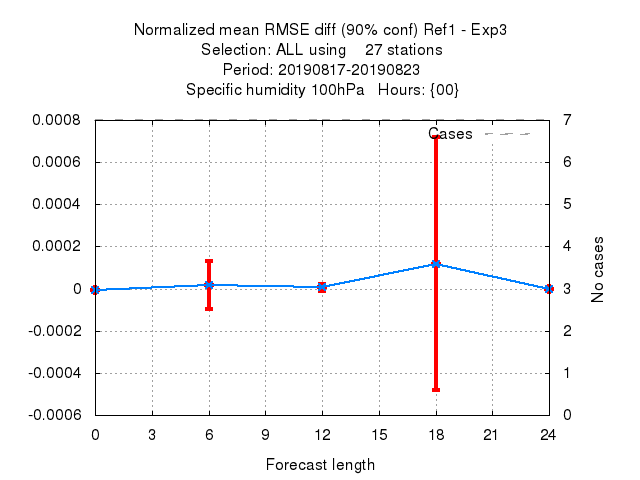 Normalized mean RMSE diff (90% conf) Ref1 - Exp3
Selection: ALL using    27 stations
Period: 20190817-20190823
Specific humidity 100hPa   Hours: {00}
Cases
0.0008
0.0006
0.0004
0.0002
0
-0.0002
-0.0004
-0.0006
7
6
5
4
3
2
1
0
No cases
0 3 6 9 12 15 18 21 24
Forecast length